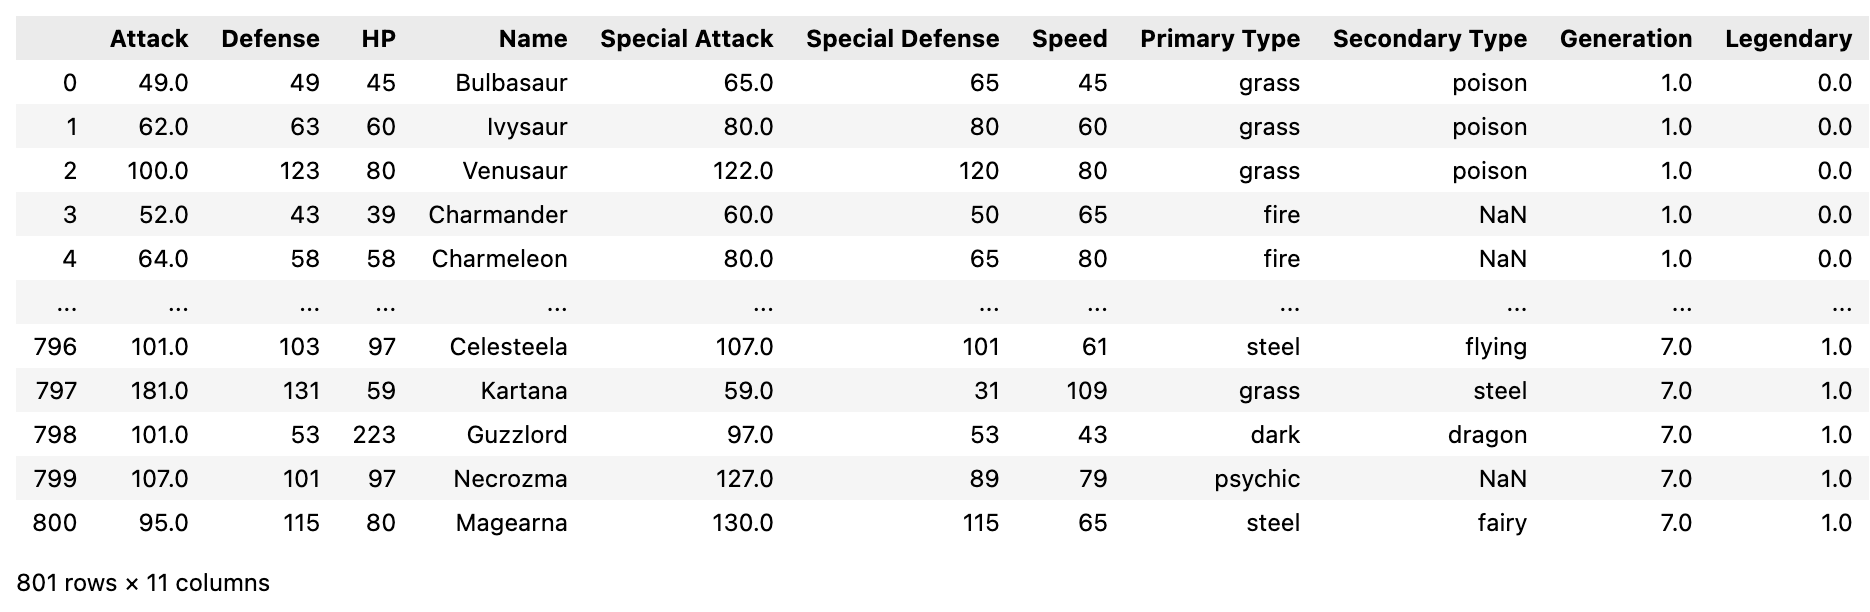 Attack Defense HP Name Special Attack Special Defense Speed Primary Type Secondary Type Generation Legendary
0 49.0 49 45 Bulbasaur 65.0 65 45 grass poison 1.0 0.0
1 62.0 63 60 Ivysaur 80.0 80 60 grass poison 1.0 0.0
2 100.0 123 80 Venusaur 122.0 120 80 grass poison 1.0 0.0
3 52.0 43 39 Charmander 60.0 50 65 fire NaN 1.0 0.0
4 64.0 58 58 Charmeleon 80.0 65 80 fire NaN 1.0 0.0
... ... ... ... ... ... ... ... ... ... ... ...
796 101.0 103 97 Celesteela 107.0 101 61 steel flying 7.0 1.0
797 181.0 131 59 Kartana 59.0 31 109 grass steel 7.0 1.0
798 101.0 53 223 Guzzlord 97.0 53 43 dark dragon 7.0 1.0
799 107.0 101 97 Necrozma 127.0 89 79 psychic NaN 7.0 1.0
800 95.0 115 80 Magearna 130.0 115 65 steel fairy 7.0 1.0
801 rows × 11 columns